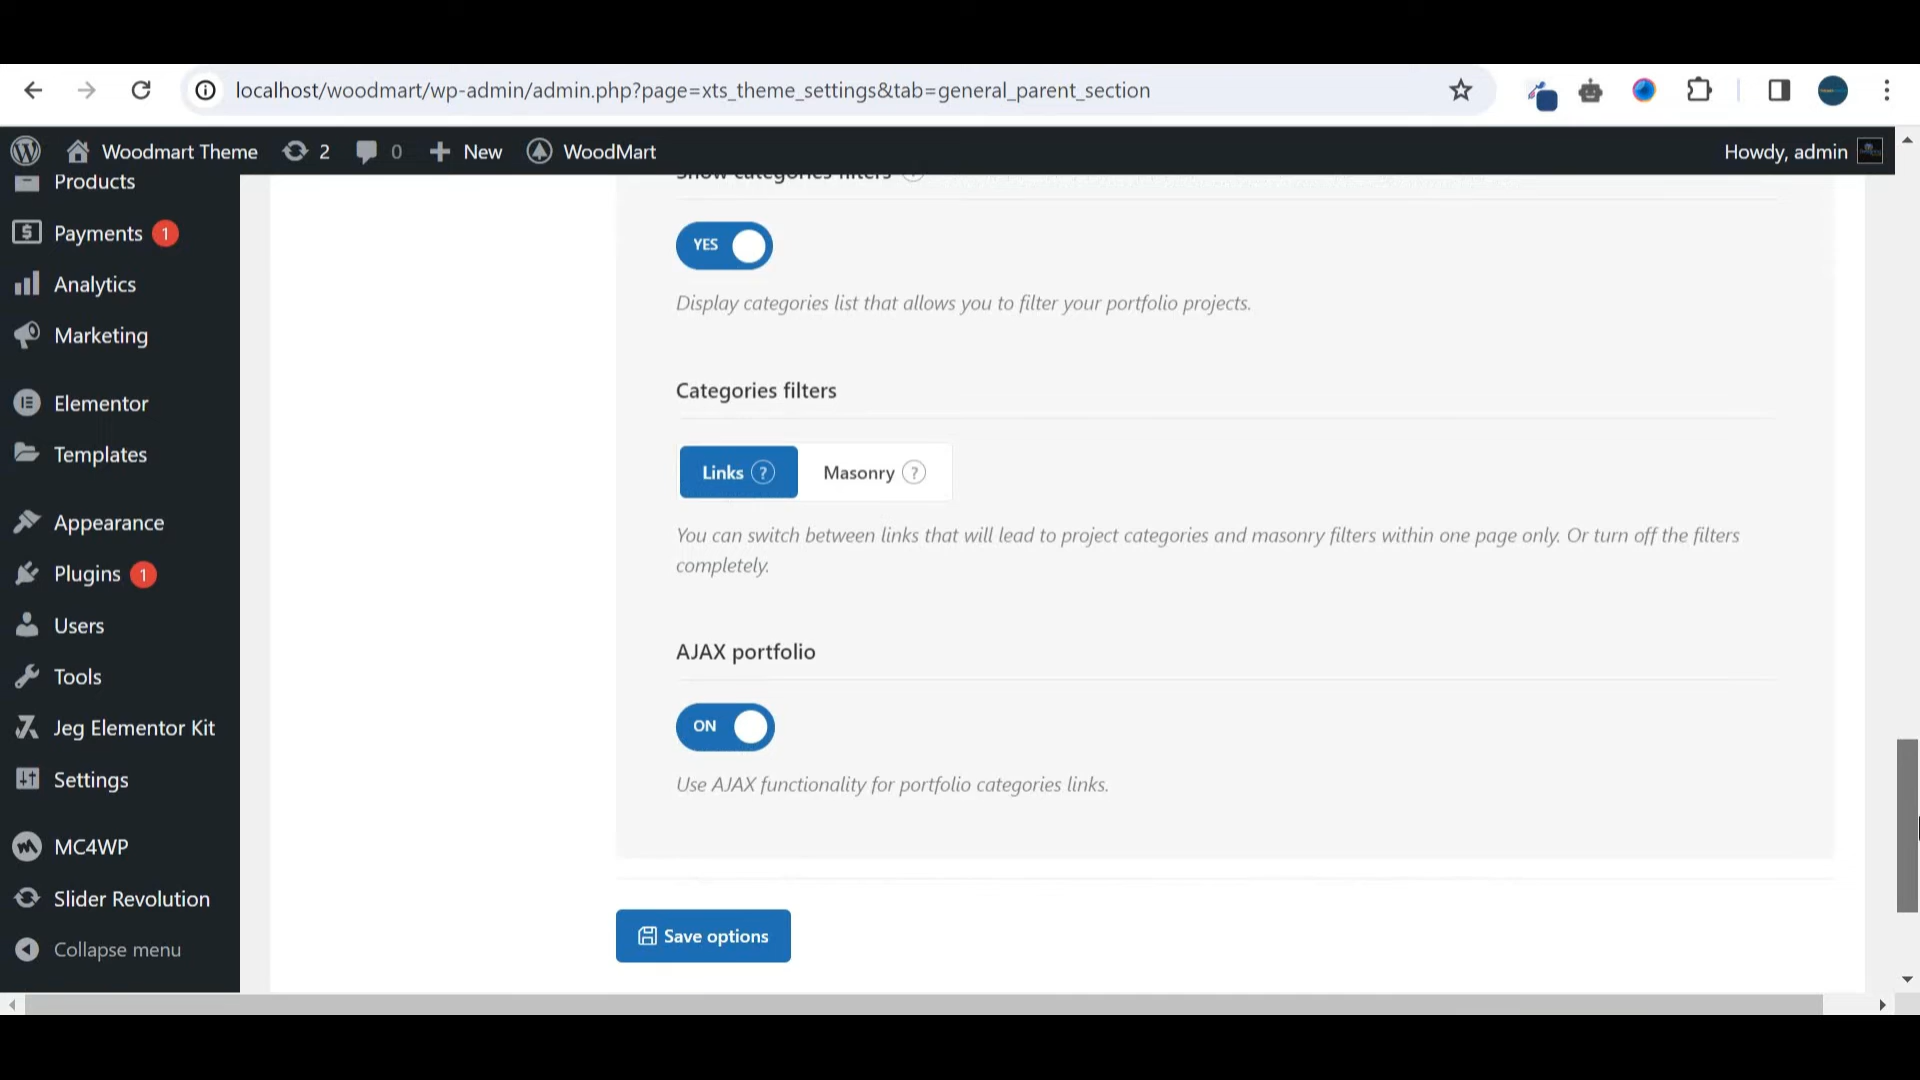 localhost/woodmart/wp-admin/admin.php?page=xts_theme_settings&tab=general_parent_section
Woodmart Theme 2 0 New WoodMart Howdy, admin
Products
Payments 1
Analytics
Marketing
Elementor
Templates
Appearance
Plugins 1
Users
Tools
Jeg Elementor Kit
Settings
MC4WP
Slider Revolution
Collapse menu
Show categories filters
YES
Display categories list that allows you to filter your portfolio projects.
Categories filters
Links ? Masonry ?
You can switch between links that will lead to project categories and masonry filters within one page only. Or turn off the filters
completely.
AJAX portfolio
ON
Use AJAX functionality for portfolio categories links.
Save options